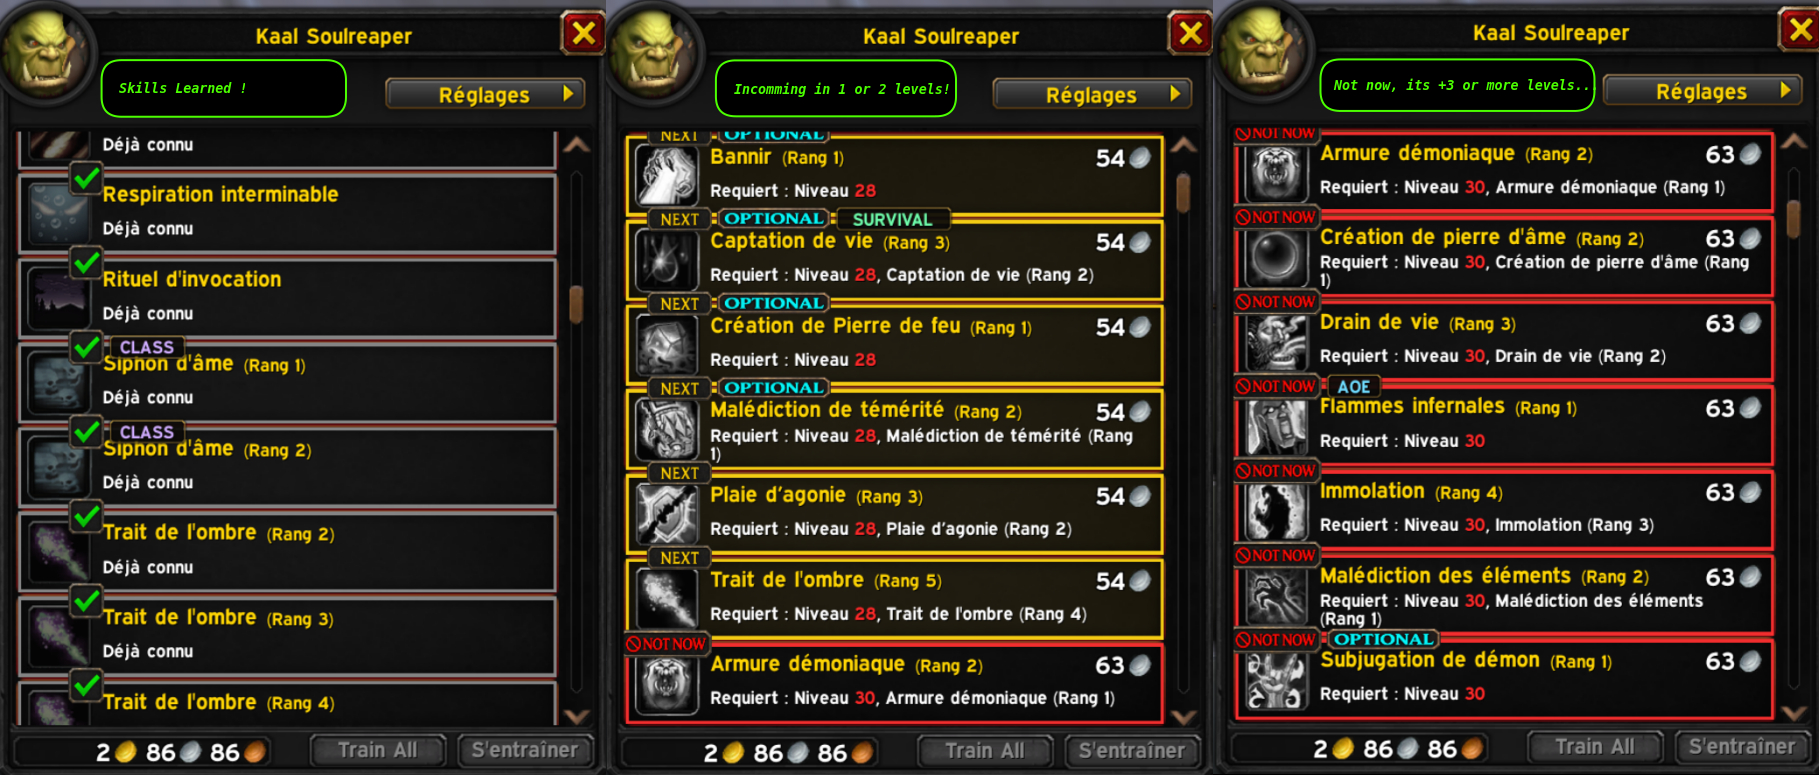 Kaal Soulreaper
Skills Learned !
Réglages
Déjà connu
Respiration interminable
Déjà connu
Rituel d'invocation
Déjà connu
CLASS
Siphon d'âme (Rang 1)
Déjà connu
CLASS
Siphon d'âme (Rang 2)
Déjà connu
Trait de l'ombre (Rang 2)
Déjà connu
Trait de l'ombre (Rang 3)
Déjà connu
Trait de l'ombre (Rang 4)
2 86 86
Train All
S'entraîner
Kaal Soulreaper
Incomming in 1 or 2 levels!
Réglages
NEXT OPTIONAL
Bannir (Rang 1) 54
Requiert : Niveau 28
NEXT OPTIONAL SURVIVAL
Captation de vie (Rang 3) 54
Requiert : Niveau 28, Captation de vie (Rang 2)
NEXT OPTIONAL
Création de Pierre de feu (Rang 1) 54
Requiert : Niveau 28
NEXT OPTIONAL
Malédiction de témérité (Rang 2) 54
Requiert : Niveau 28, Malédiction de témérité (Rang
1)
NEXT
Plaie d'agonie (Rang 3) 54
Requiert : Niveau 28, Plaie d'agonie (Rang 2)
NEXT
Trait de l'ombre (Rang 5) 54
Requiert : Niveau 28, Trait de l'ombre (Rang 4)
NOT NOW
Armure démoniaque (Rang 2) 63
Requiert : Niveau 30, Armure démoniaque (Rang 1)
2 86 86
Train All
S'entraîner
Kaal Soulreaper
Not now, its +3 or more levels..
Réglages
NOT NOW
Armure démoniaque (Rang 2) 63
Requiert : Niveau 30, Armure démoniaque (Rang 1)
NOT NOW
Création de pierre d'âme (Rang 2) 63
Requiert : Niveau 30, Création de pierre d'âme (Rang
1)
NOT NOW
Drain de vie (Rang 3) 63
Requiert : Niveau 30, Drain de vie (Rang 2)
NOT NOW AOE
Flammes infernales (Rang 1) 63
Requiert : Niveau 30
NOT NOW
Immolation (Rang 4) 63
Requiert : Niveau 30, Immolation (Rang 3)
NOT NOW
Malédiction des éléments (Rang 2) 63
Requiert : Niveau 30, Malédiction des éléments
(Rang 1)
NOT NOW OPTIONAL
Subjugation de démon (Rang 1) 63
Requiert : Niveau 30
2 86 86
Train All
S'entraîner